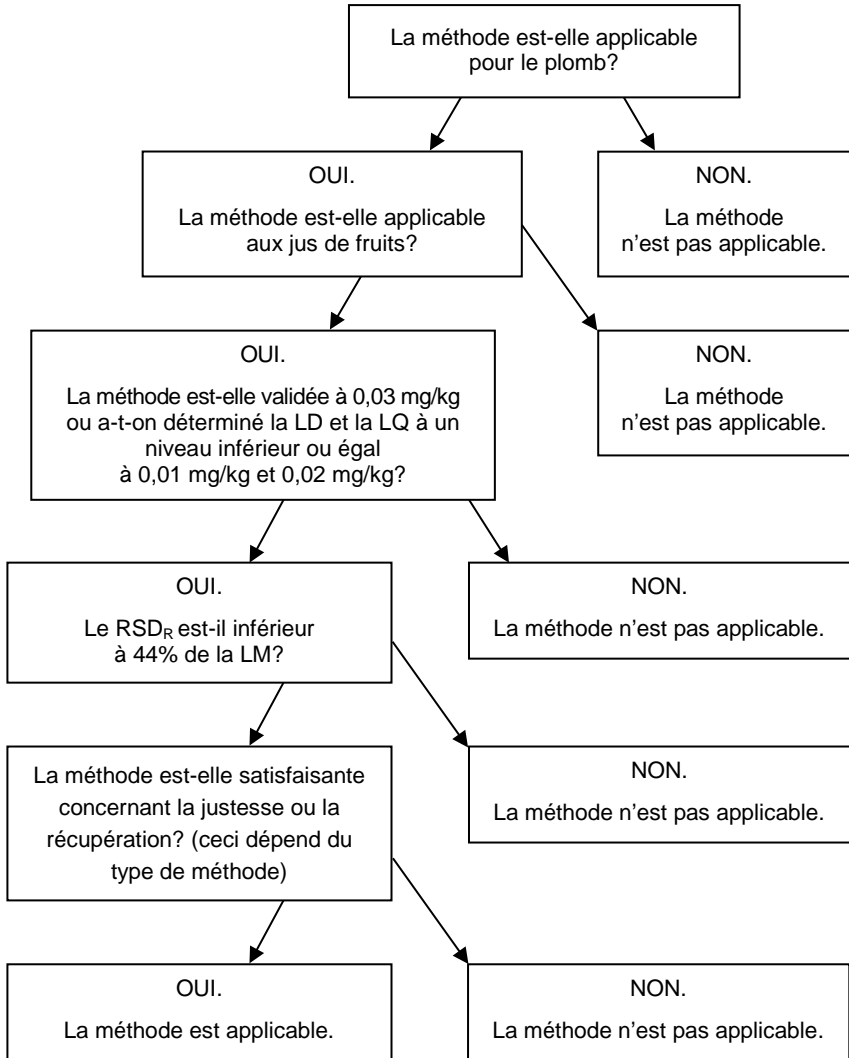 La méthode est-elle applicable
pour le plomb?
OUI.
La méthode est-elle applicable
aux jus de fruits?
NON.
La méthode
n'est pas applicable.
OUI.
La méthode est-elle validée à 0,03 mg/kg
ou a-t-on déterminé la LD et la LQ à un
niveau inférieur ou égal
à 0,01 mg/kg et 0,02 mg/kg?
NON.
La méthode
n'est pas applicable.
OUI.
Le RSDR est-il inférieur
à 44% de la LM?
NON.
La méthode n'est pas applicable.
La méthode est-elle satisfaisante
concernant la justesse ou la
récupération? (ceci dépend du
type de méthode)
NON.
La méthode n'est pas applicable.
OUI.
La méthode est applicable.
NON.
La méthode n'est pas applicable.